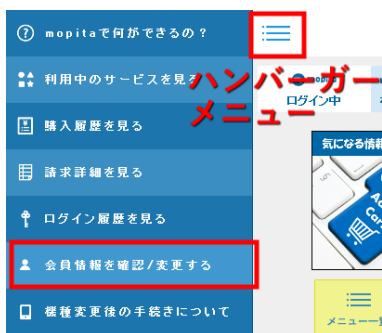 mopitaで何ができるの？
利用中のサービスを見る
ハンバーガー
メニュー
mopita
ログイン中
購入履歴を見る
気になる情報
請求詳細を見る
ログイン履歴を見る
会員情報を確認/変更する
機種変更後の手続きについて
メニュー一